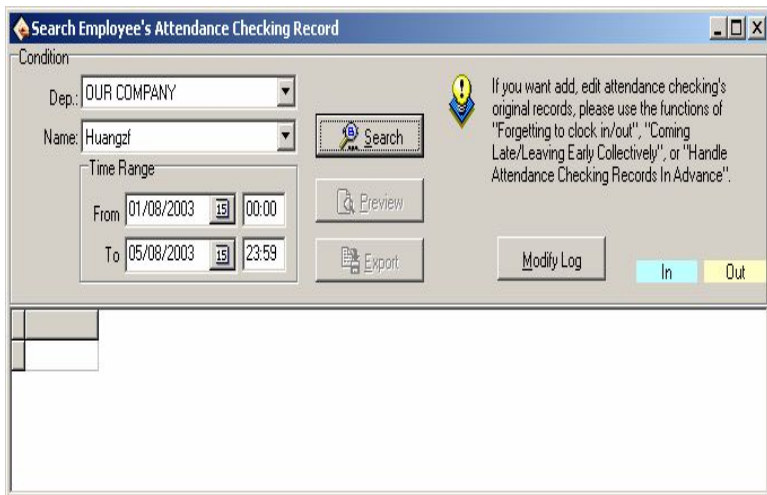 Search Employee's Attendance Checking Record
Condition
Dep.: OUR COMPANY
Name: Huangzf
Time Range
From 01/08/2003 15 00:00
To 05/08/2003 15 23:59
Search
Preview
Export
If you want add, edit attendance checking's
original records, please use the functions of
"Forgetting to clock in/out", "Coming
Late/Leaving Early Collectively", or "Handle
Attendance Checking Records In Advance".
Modify Log
In
Out